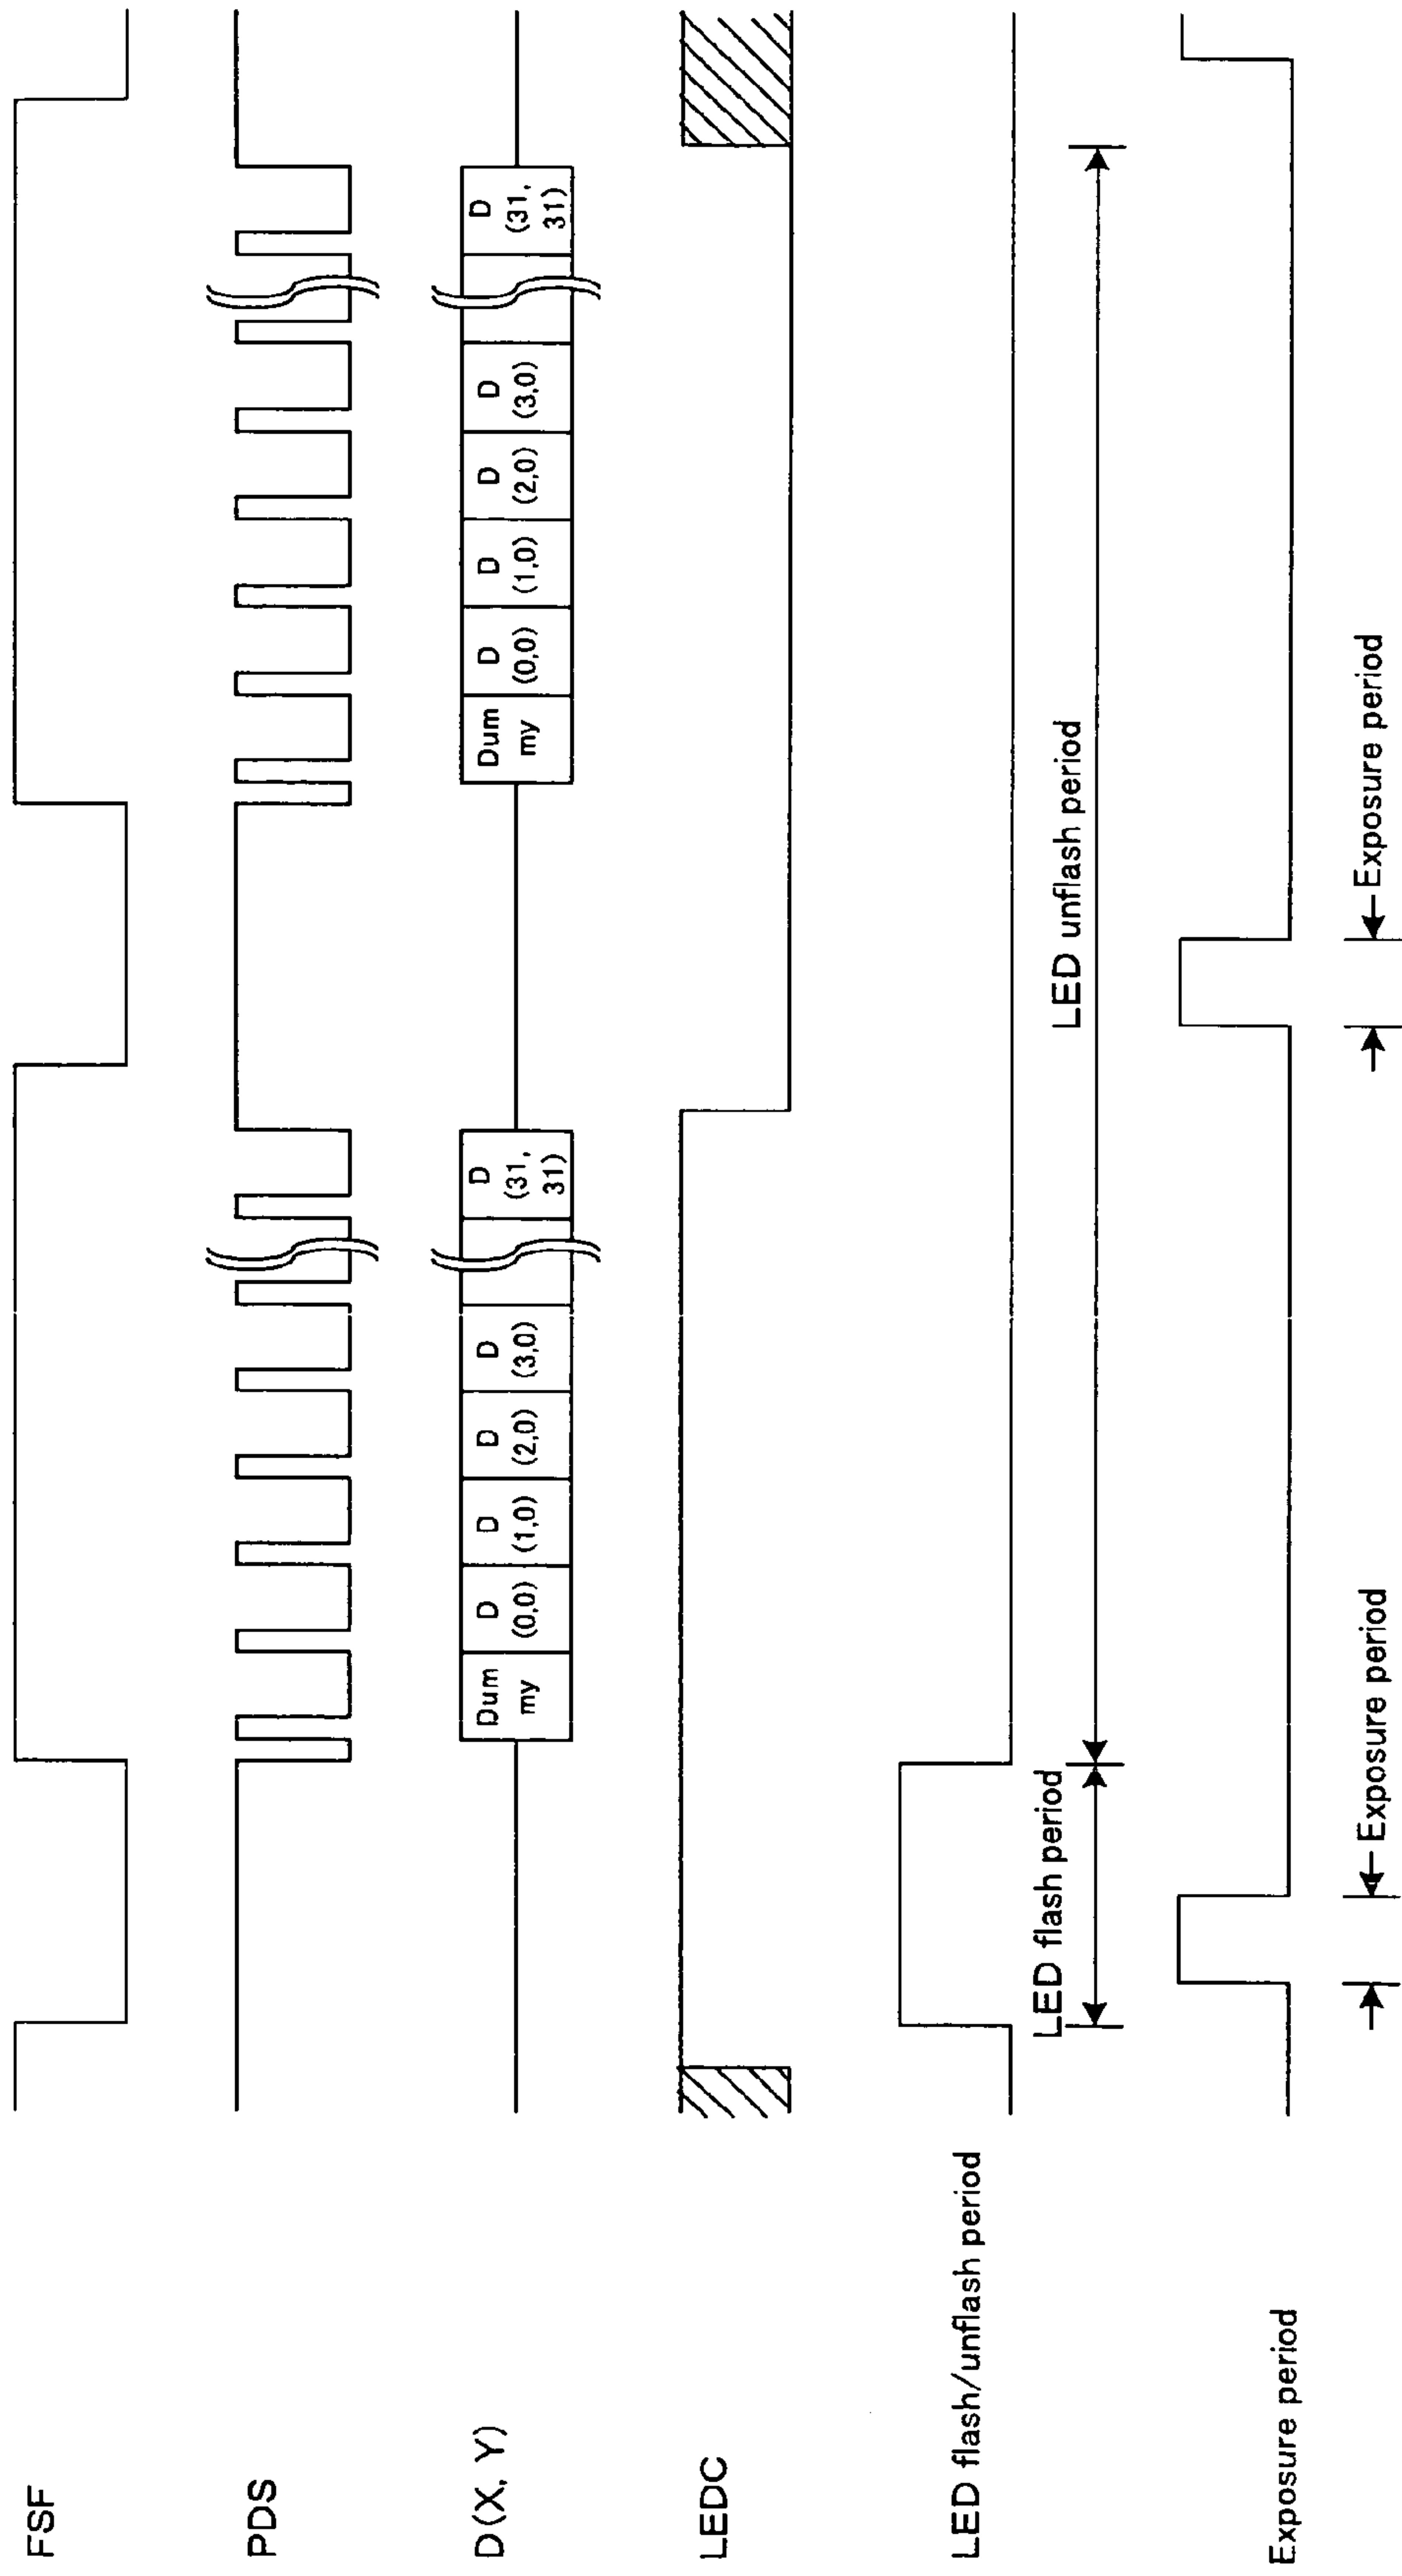 FSF
PDS
D(X, Y)
Dum
my
D
(0,0)
D
(1,0)
D
(2,0)
D
(3,0)
D
(31,
31)
Dum
my
D
(0,0)
D
(1,0)
D
(2,0)
D
(3,0)
D
(31,
31)
LEDC
LED flash/unflash period
LED flash period
LED unflash period
Exposure period
Exposure period
Exposure period